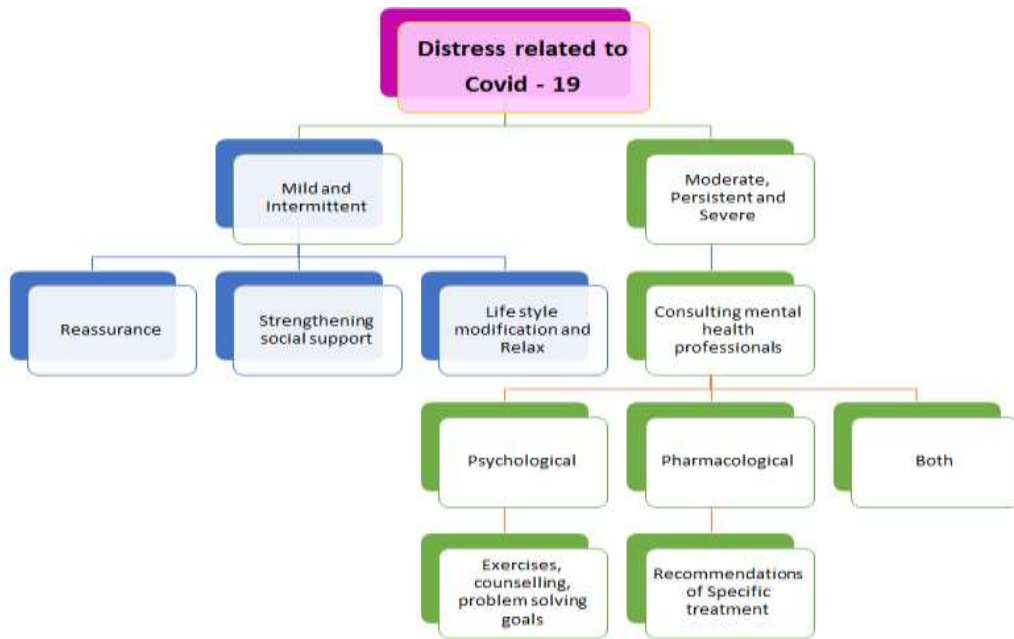 Distress related to
Covid - 19
Mild and
Intermittent
Moderate,
Persistent and
Severe
Reassurance
Strengthening
social support
Life style
modification and
Relax
Consulting mental
health
professionals
Psychological
Pharmacological
Both
Exercises,
counselling,
problem solving
goals
Recommendations
of Specific
treatment